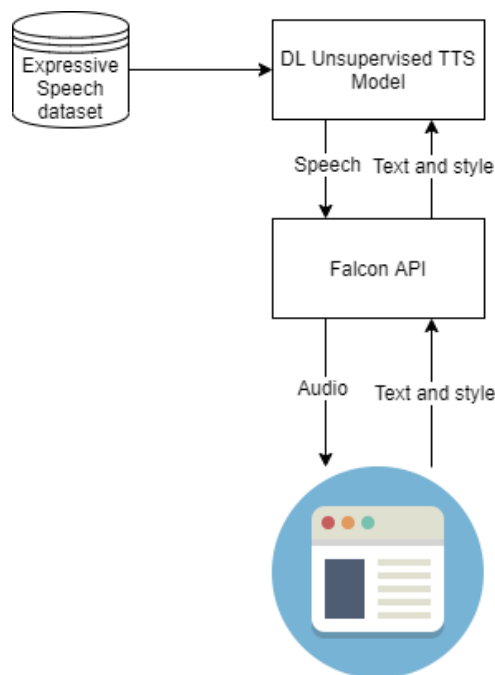 Expressive
Speech
dataset
DL Unsupervised TTS
Model
Speech
Text and style
Falcon API
Audio
Text and style